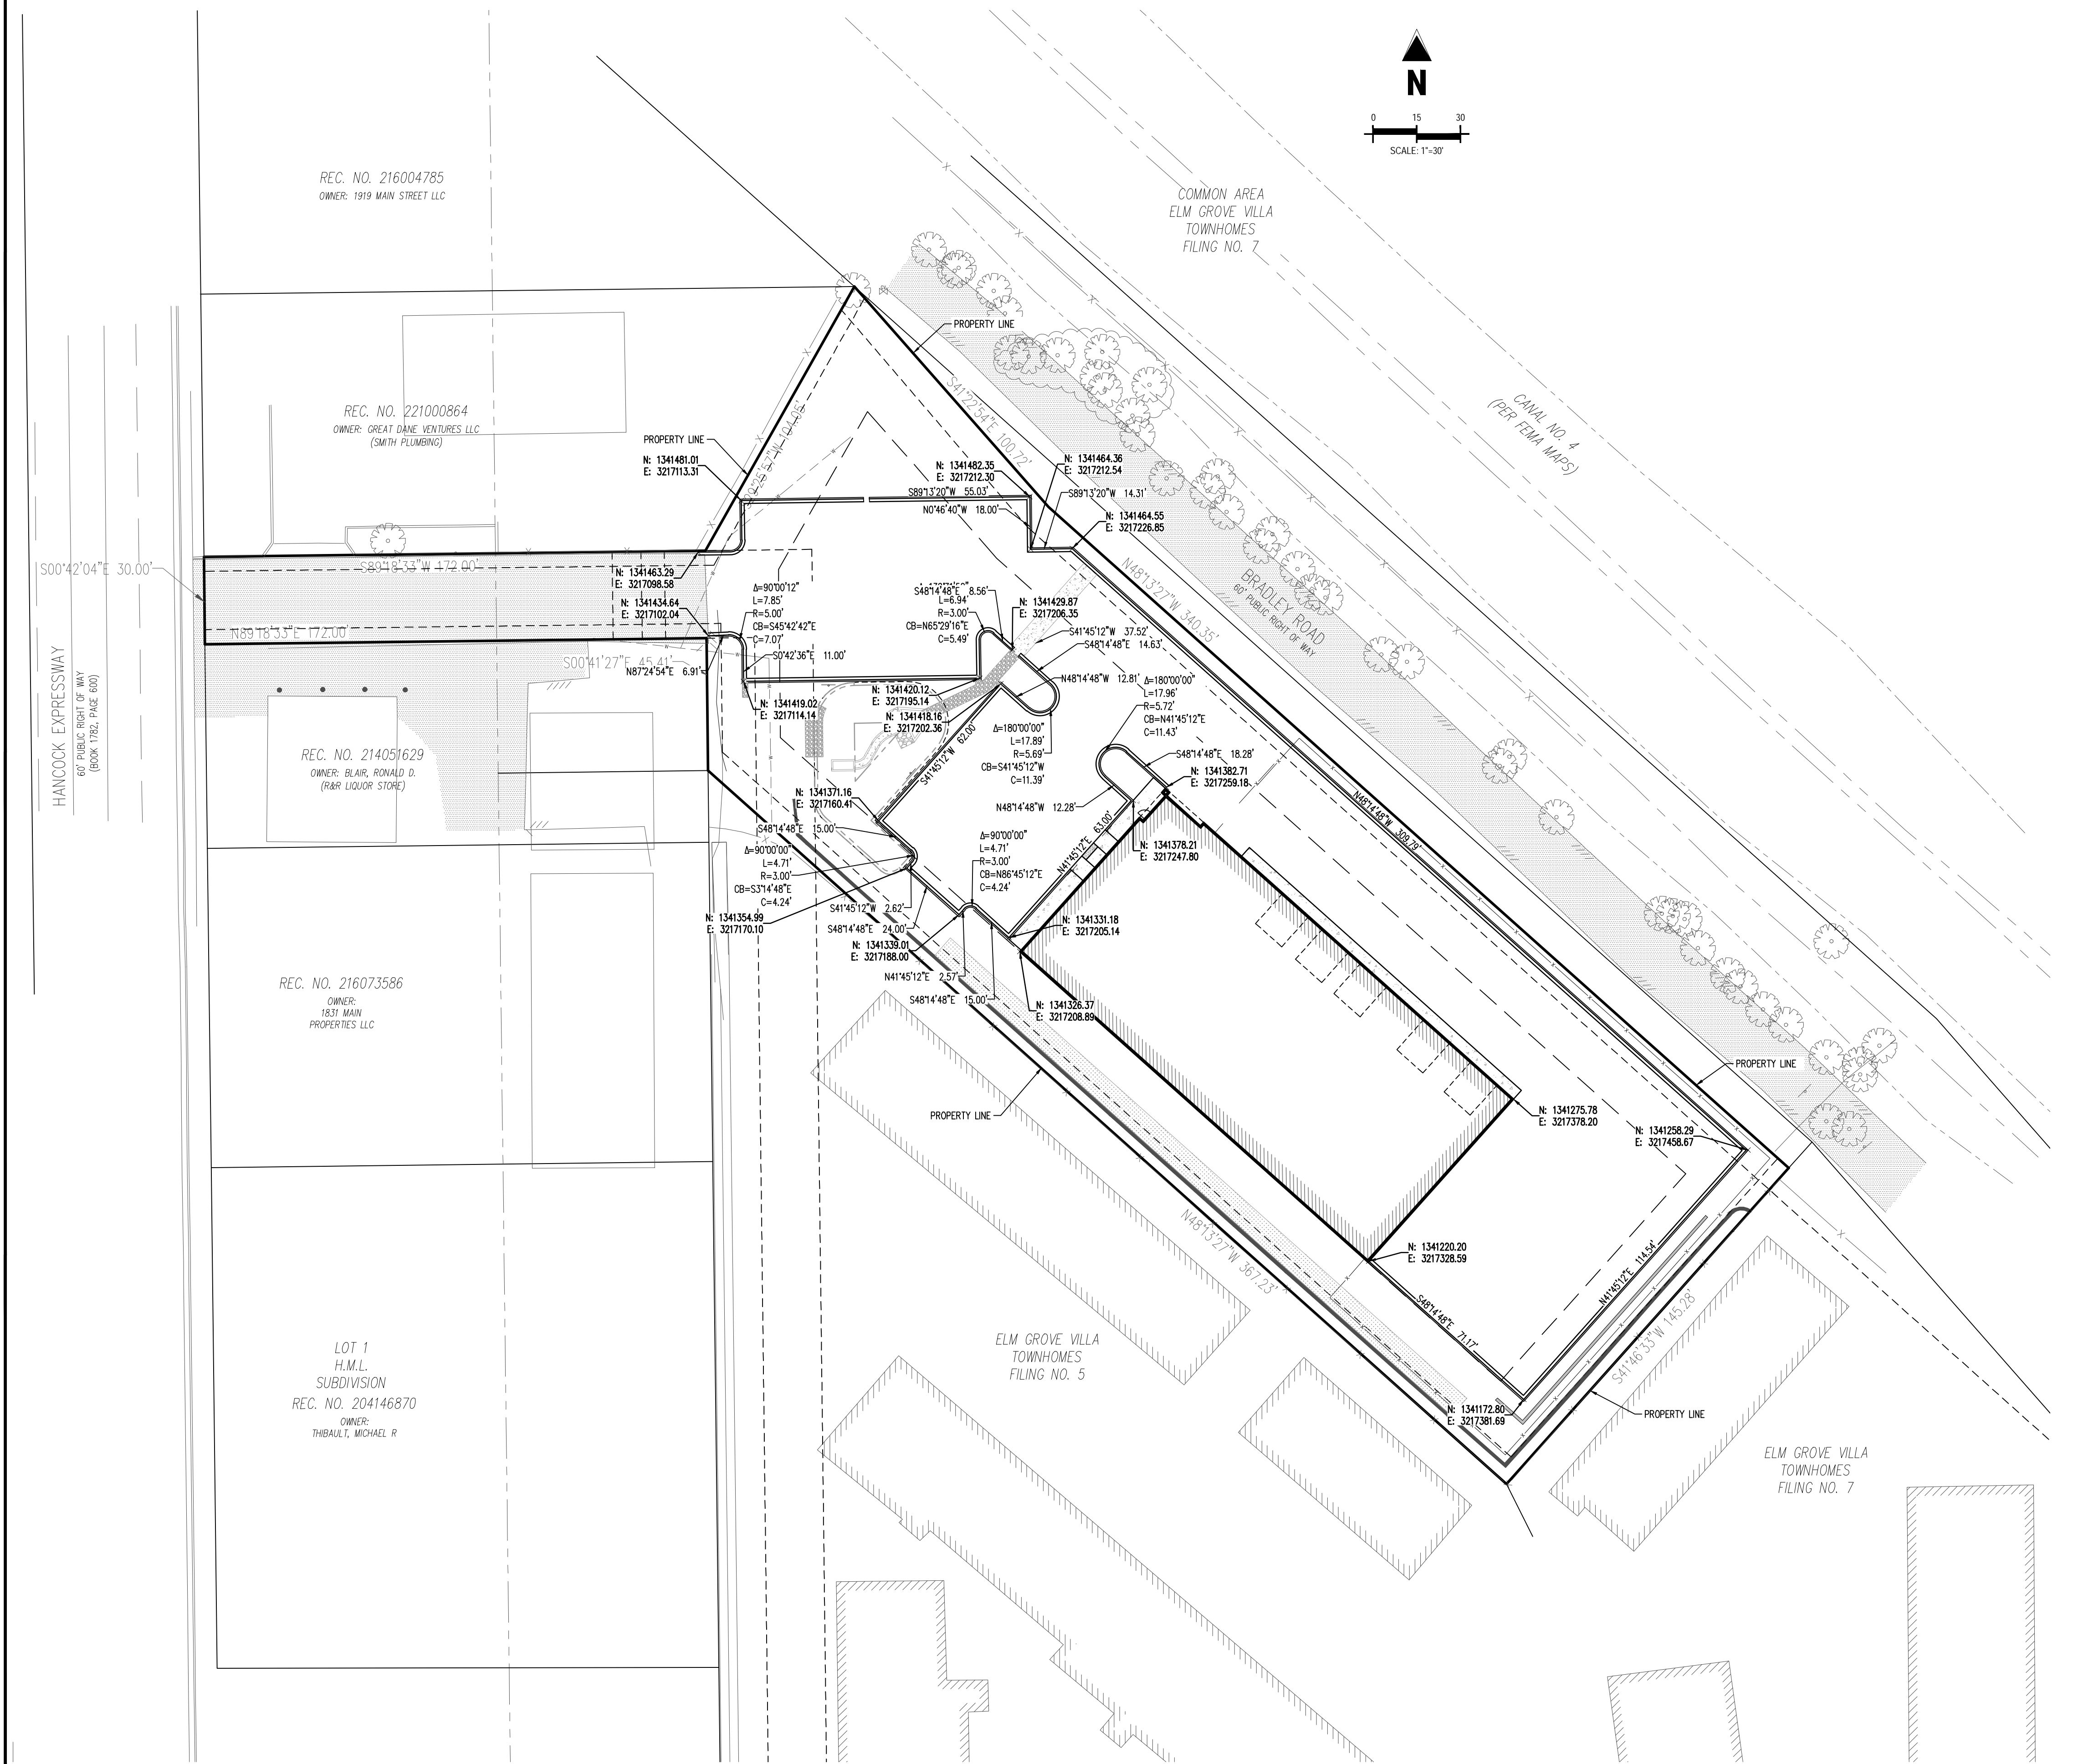 N
0 15 30
SCALE: 1"=30'
REC. NO. 216004785
OWNER: 1919 MAIN STREET LLC
COMMON AREA
ELM GROVE VILLA
TOWNHOMES
FILING NO. 7
CANAL NO. 4
(PER FEMA MAPS)
PROPERTY LINE
S41°22'54"E 100.72'
REC. NO. 221000864
OWNER: GREAT DANE VENTURES LLC
(SMITH PLUMBING)
PROPERTY LINE
N: 1341481.01
E: 3217113.31
N: 1341482.35
E: 3217212.30
S89°13'20"W 55.03'
N0°46'40"W 18.00'
N: 1341464.36
E: 3217212.54
S89°13'20"W 14.31'
N: 1341464.55
E: 3217226.85
S00°42'04"E 30.00'
S89°18'33"W 172.00'
N89°18'33"E 172.00'
N: 1341463.29
E: 3217098.58
N: 1341434.64
E: 3217102.04
Δ=90°00'12"
L=7.85'
R=5.00'
CB=S45°42'42"E
C=7.07'
S48°14'48"E 8.56'
L=6.94'
R=3.00'
CB=N65°29'16"E
C=5.49'
N: 1341429.87
E: 3217206.35
S41°45'12"W 37.52'
S48°14'48"E 14.63'
N48°13'27"W 340.35'
BRADLEY ROAD
60' PUBLIC RIGHT OF WAY
HANCOCK EXPRESSWAY
60' PUBLIC RIGHT OF WAY
(BOOK 1782, PAGE 600)
S00°41'27"E 45.41'
N87°24'54"E 6.91'
S0°42'36"E 11.00'
N: 1341419.02
E: 3217114.14
N: 1341420.12
E: 3217195.14
N: 1341418.16
E: 3217202.36
N48°14'48"W 12.81'
Δ=180°00'00"
L=17.96'
R=5.72'
CB=N41°45'12"E
C=11.43'
Δ=180°00'00"
L=17.89'
R=5.69'
CB=S41°45'12"W
C=11.39'
S41°45'12"W 62.00'
REC. NO. 214051629
OWNER: BLAIR, RONALD D.
(R&R LIQUOR STORE)
S48°14'48"E 18.28'
N: 1341382.71
E: 3217259.18
N48°14'48"W 12.28'
N: 1341371.16
E: 3217160.41
S48°14'48"E 15.00'
Δ=90°00'00"
L=4.71'
R=3.00'
CB=S3°14'48"E
C=4.24'
Δ=90°00'00"
L=4.71'
R=3.00'
CB=N86°45'12"E
C=4.24'
N41°45'12"E 63.00'
N: 1341378.21
E: 3217247.80
N48°14'48"W 309.79'
S41°45'12"W 2.62'
N: 1341354.99
E: 3217170.10
S48°14'48"E 24.00'
N: 1341339.01
E: 3217188.00
N: 1341331.18
E: 3217205.14
N41°45'12"E 2.57'
S48°14'48"E 15.00'
N: 1341326.37
E: 3217208.89
REC. NO. 216073586
OWNER:
1831 MAIN
PROPERTIES LLC
PROPERTY LINE
PROPERTY LINE
N: 1341275.78
E: 3217378.20
N: 1341258.29
E: 3217458.67
N48°13'27"W 367.23'
N: 1341220.20
E: 3217328.59
S48°14'48"E 71.17'
N41°45'12"E 114.54'
S41°46'33"W 145.28'
LOT 1
H.M.L.
SUBDIVISION
REC. NO. 204146870
OWNER:
THIBAULT, MICHAEL R
ELM GROVE VILLA
TOWNHOMES
FILING NO. 5
N: 1341172.80
E: 3217381.69
PROPERTY LINE
ELM GROVE VILLA
TOWNHOMES
FILING NO. 7